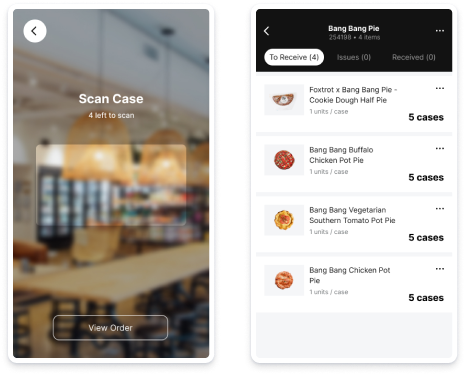 Scan Case
4 left to scan
View Order
Bang Bang Pie
254198 • 4 items
To Receive (4)
Issues (0)
Received (0)
Foxtrot x Bang Bang Pie -
Cookie Dough Half Pie
1 units / case
5 cases
Bang Bang Buffalo
Chicken Pot Pie
1 units / case
5 cases
Bang Bang Vegetarian
Southern Tomato Pot Pie
1 units / case
5 cases
Bang Bang Chicken Pot
Pie
1 units / case
5 cases